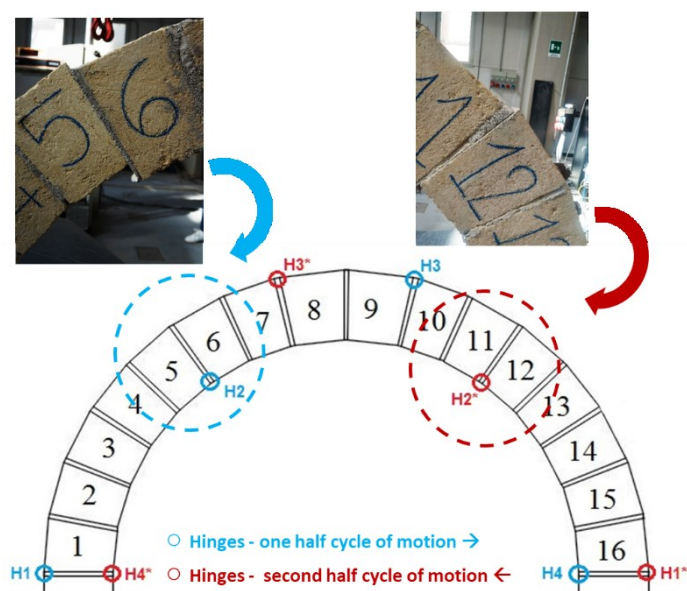 4 5 6
11 12 1
H3* H3
7 8 9 10
6 11
5 12
H2 H2*
4 13
3 14
2 15
1 16
○ Hinges - one half cycle of motion →
H1 H4* ○ Hinges - second half cycle of motion ← H4 H1*